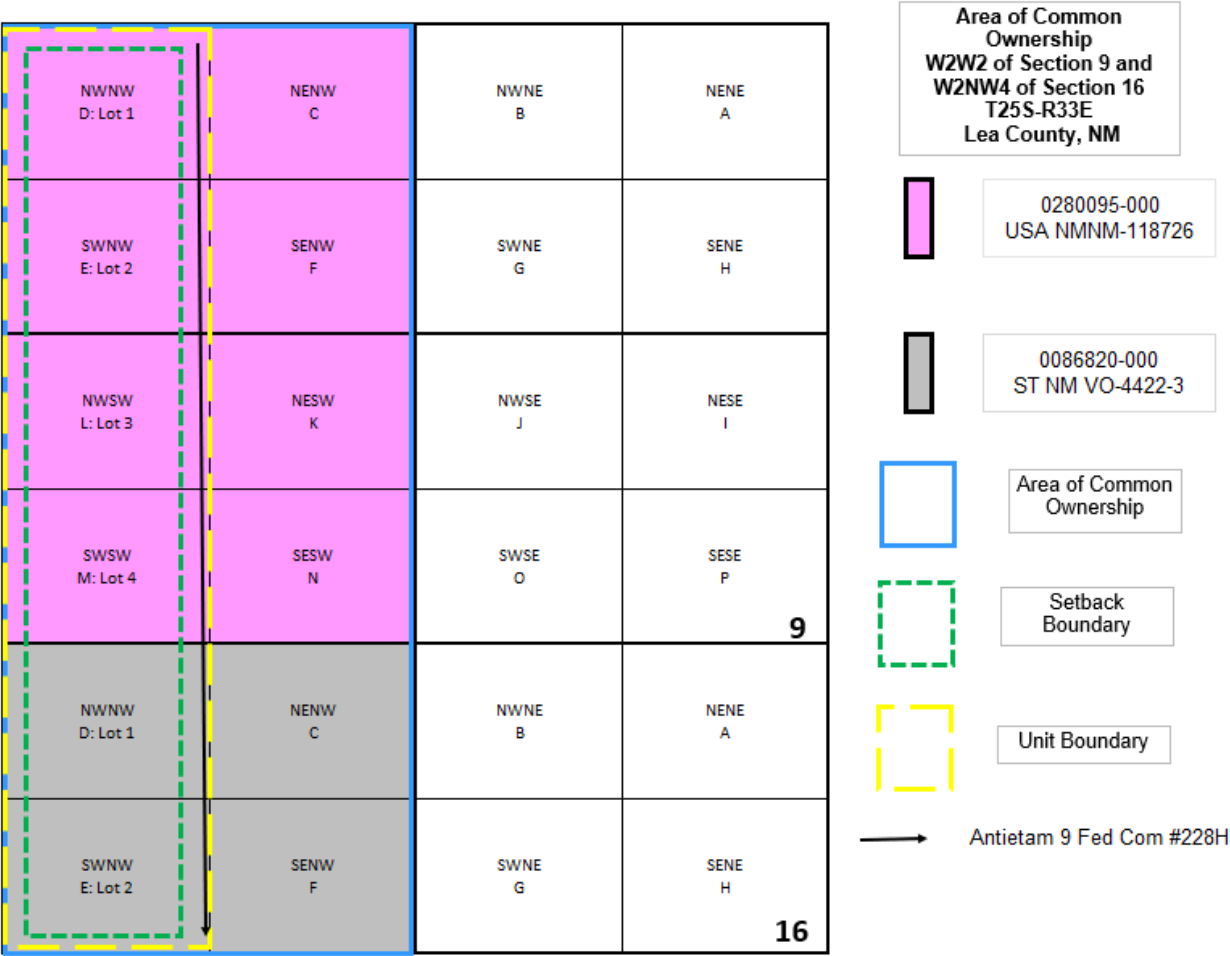 NWNW
D: Lot 1
NENW
C
NWNE
B
NENE
A
SWNW
E: Lot 2
SENW
F
SWNE
G
SENE
H
NWSW
L: Lot 3
NESW
K
NWSE
J
NESE
I
SWSW
M: Lot 4
SESW
N
SWSE
O
SESE
P
9
NWNW
D: Lot 1
NENW
C
NWNE
B
NENE
A
SWNW
E: Lot 2
SENW
F
SWNE
G
SENE
H
16
Area of Common
Ownership
W2W2 of Section 9 and
W2NW4 of Section 16
T25S-R33E
Lea County, NM
0280095-000
USA NMNM-118726
0086820-000
ST NM VO-4422-3
Area of Common
Ownership
Setback
Boundary
Unit Boundary
Antietam 9 Fed Com #228H